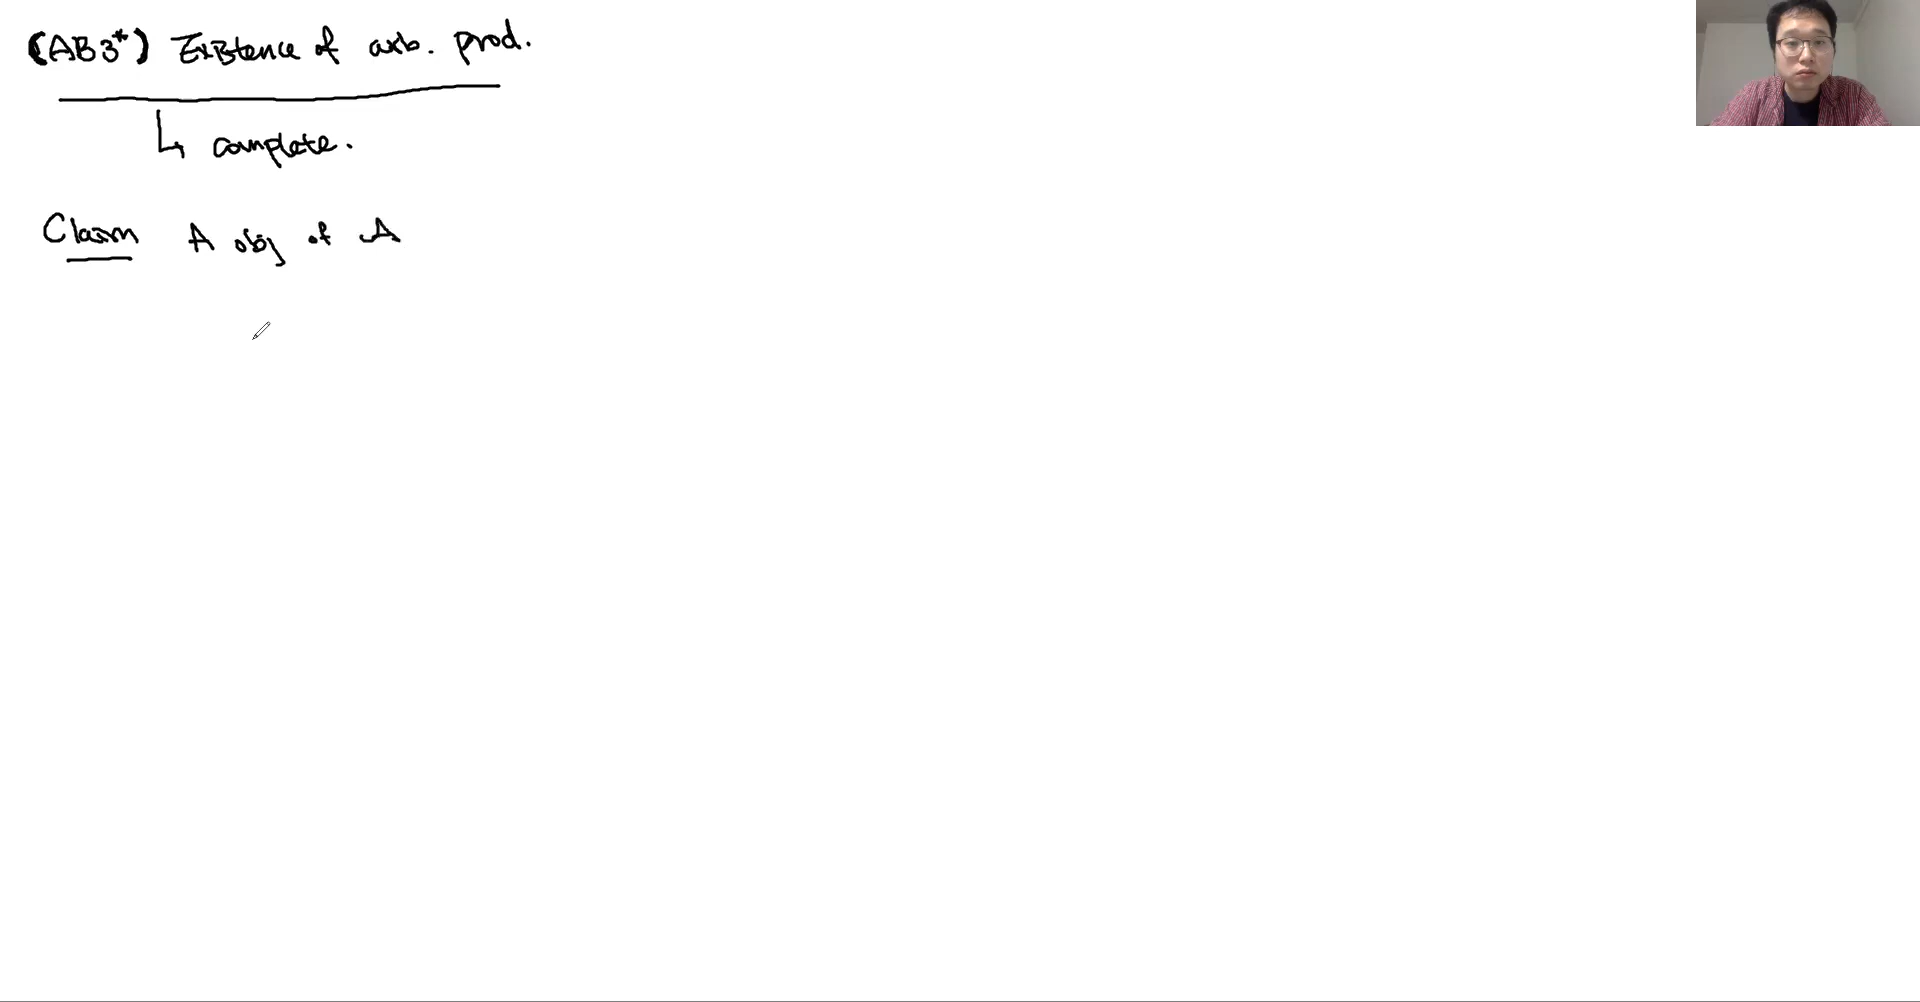 (AB3*) Existence of arb. prod.
↳ complete.
Claim A obj of A